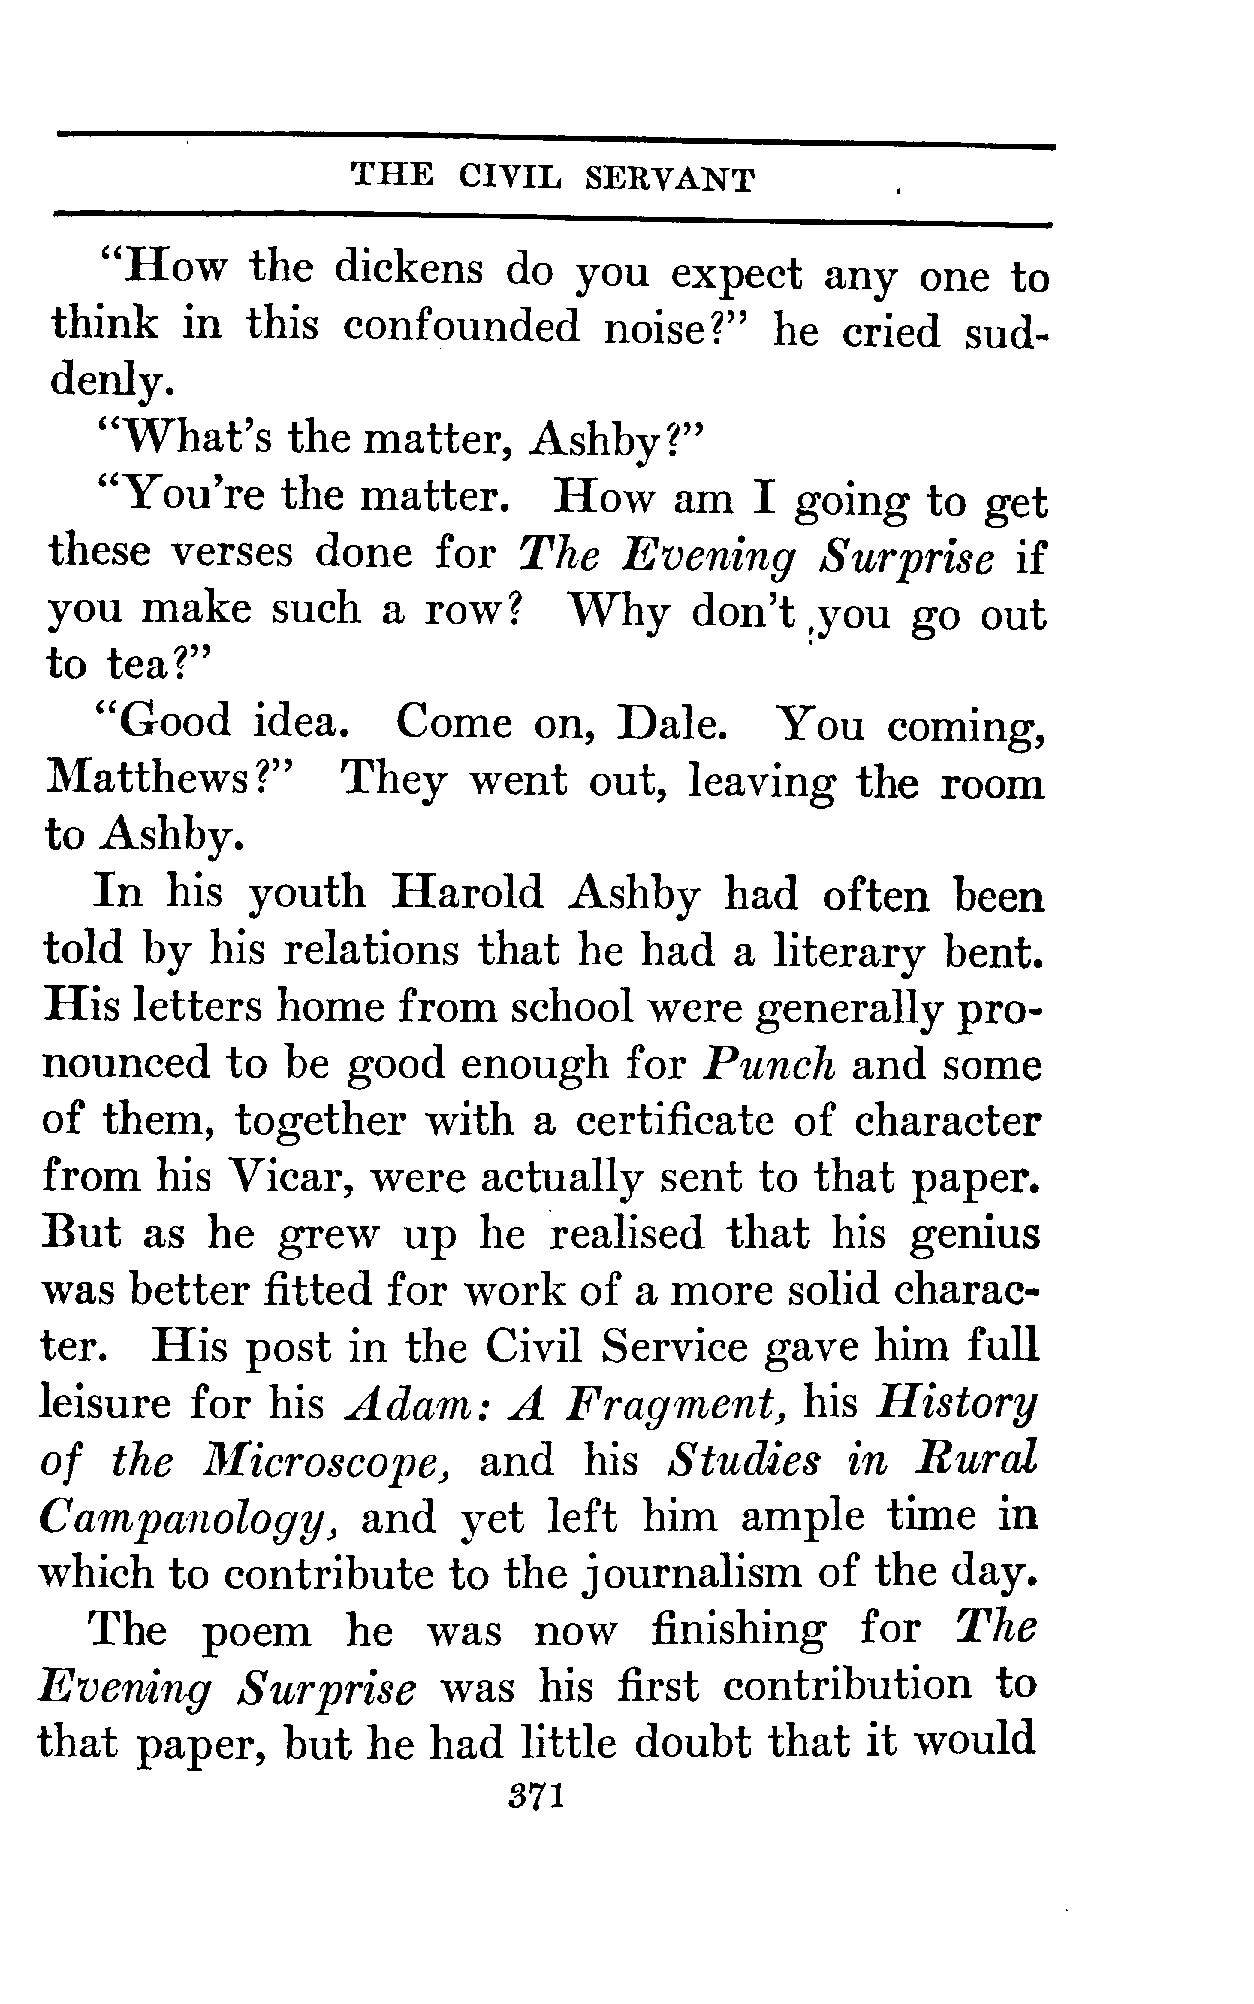 THE CIVIL SERVANT
“How the dickens do you expect any one to
think in this confounded noise?” he cried sud-
denly.
“What’s the matter, Ashby?”
“You’re the matter. How am I going to get
these verses done for The Evening Surprise if
you make such a row? Why don’t you go out
to tea?”
“Good idea. Come on, Dale. You coming,
Matthews?” They went out, leaving the room
to Ashby.
In his youth Harold Ashby had often been
told by his relations that he had a literary bent.
His letters home from school were generally pro-
nounced to be good enough for Punch and some
of them, together with a certificate of character
from his Vicar, were actually sent to that paper.
But as he grew up he realised that his genius
was better fitted for work of a more solid charac-
ter. His post in the Civil Service gave him full
leisure for his Adam: A Fragment, his History
of the Microscope, and his Studies in Rural
Campanology, and yet left him ample time in
which to contribute to the journalism of the day.
The poem he was now finishing for The
Evening Surprise was his first contribution to
that paper, but he had little doubt that it would
371